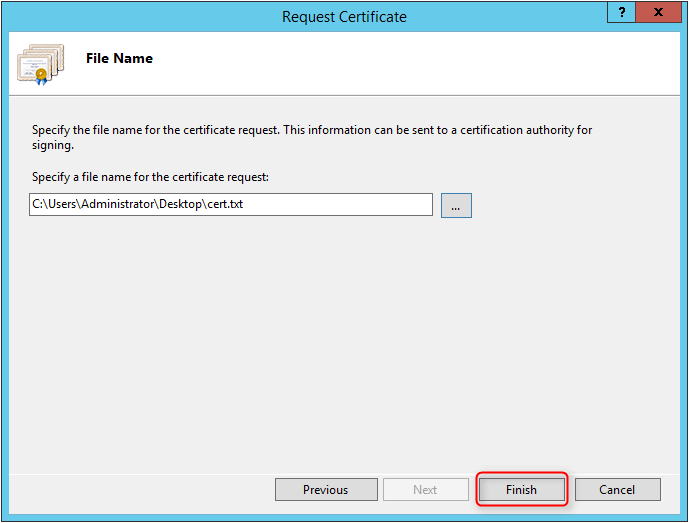 Request Certificate
?
x
File Name
Specify the file name for the certificate request. This information can be sent to a certification authority for
signing.
Specify a file name for the certificate request:
C:\Users\Administrator\Desktop\cert.txt
...
Previous
Next
Finish
Cancel